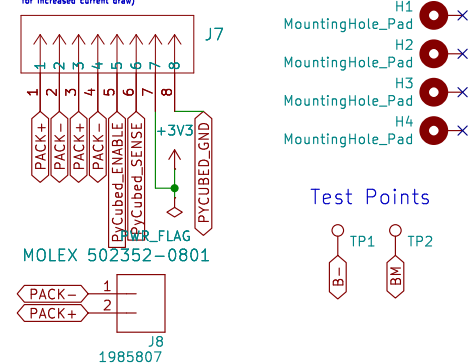 for increased current draw)
J7
1 2 3 4 5 6 7 8
1 2 3 4 5 6 7 8
PACK+
PACK-
PACK+
PACK-
PyCubed_ENABLE
PyCubed_SENSE
+3V3
PYCUBED_GND
PWR_FLAG
MOLEX 502352-0801
PACK- 1
PACK+ 2
J8
1985807
H1
MountingHole_Pad
H2
MountingHole_Pad
H3
MountingHole_Pad
H4
MountingHole_Pad
Test Points
TP1
TP2
B-
BM